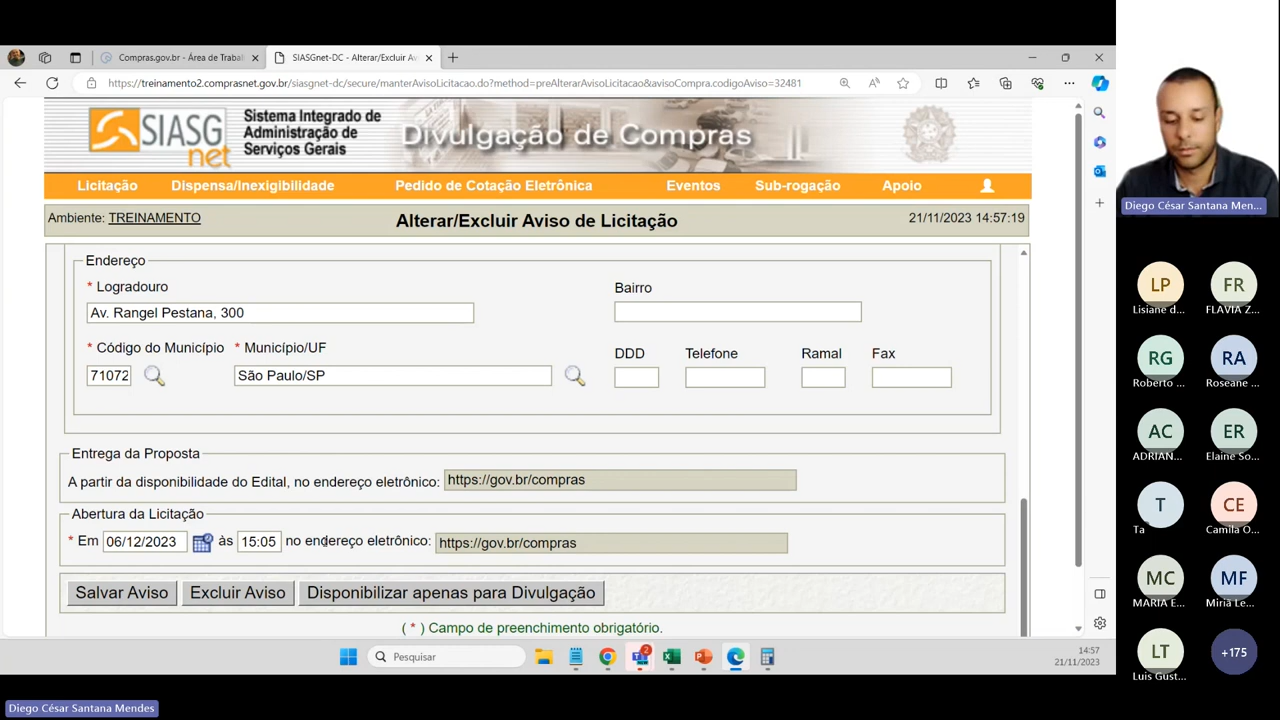 Compras.gov.br - Área de Trabal
SIASGnet-DC - Alterar/Excluir Av
https://treinamento2.comprasnet.gov.br/siasgnet-dc/secure/manterAvisoLicitacao.do?method=preAlterarAvisoLicitacao&avisoCompra.codigoAviso=32481
SIASG
net
Sistema Integrado de
Administração de
Serviços Gerais
Divulgação de Compras
Licitação
Dispensa/Inexigibilidade
Pedido de Cotação Eletrônica
Eventos
Sub-rogação
Apoio
Ambiente: TREINAMENTO
Alterar/Excluir Aviso de Licitação
21/11/2023 14:57:19
Endereço
* Logradouro
Bairro
Av. Rangel Pestana, 300
* Código do Município
* Município/UF
DDD
Telefone
Ramal
Fax
71072
São Paulo/SP
Entrega da Proposta
A partir da disponibilidade do Edital, no endereço eletrônico:
https://gov.br/compras
Abertura da Licitação
* Em 06/12/2023 às 15:05 no endereço eletrônico:
https://gov.br/compras
Salvar Aviso
Excluir Aviso
Disponibilizar apenas para Divulgação
( * ) Campo de preenchimento obrigatório.
Pesquisar
2
14:57
21/11/2023
Diego César Santana Mendes
Diego César Santana Men...
LP
Lisiane d...
FR
FLAVIA Z...
RG
Roberto ...
RA
Roseane ...
AC
ADRIAN...
ER
Elaine So...
T
Ta
CE
Camila O...
MC
MARIA E...
MF
Miriã Le...
LT
Luis Gust...
+175